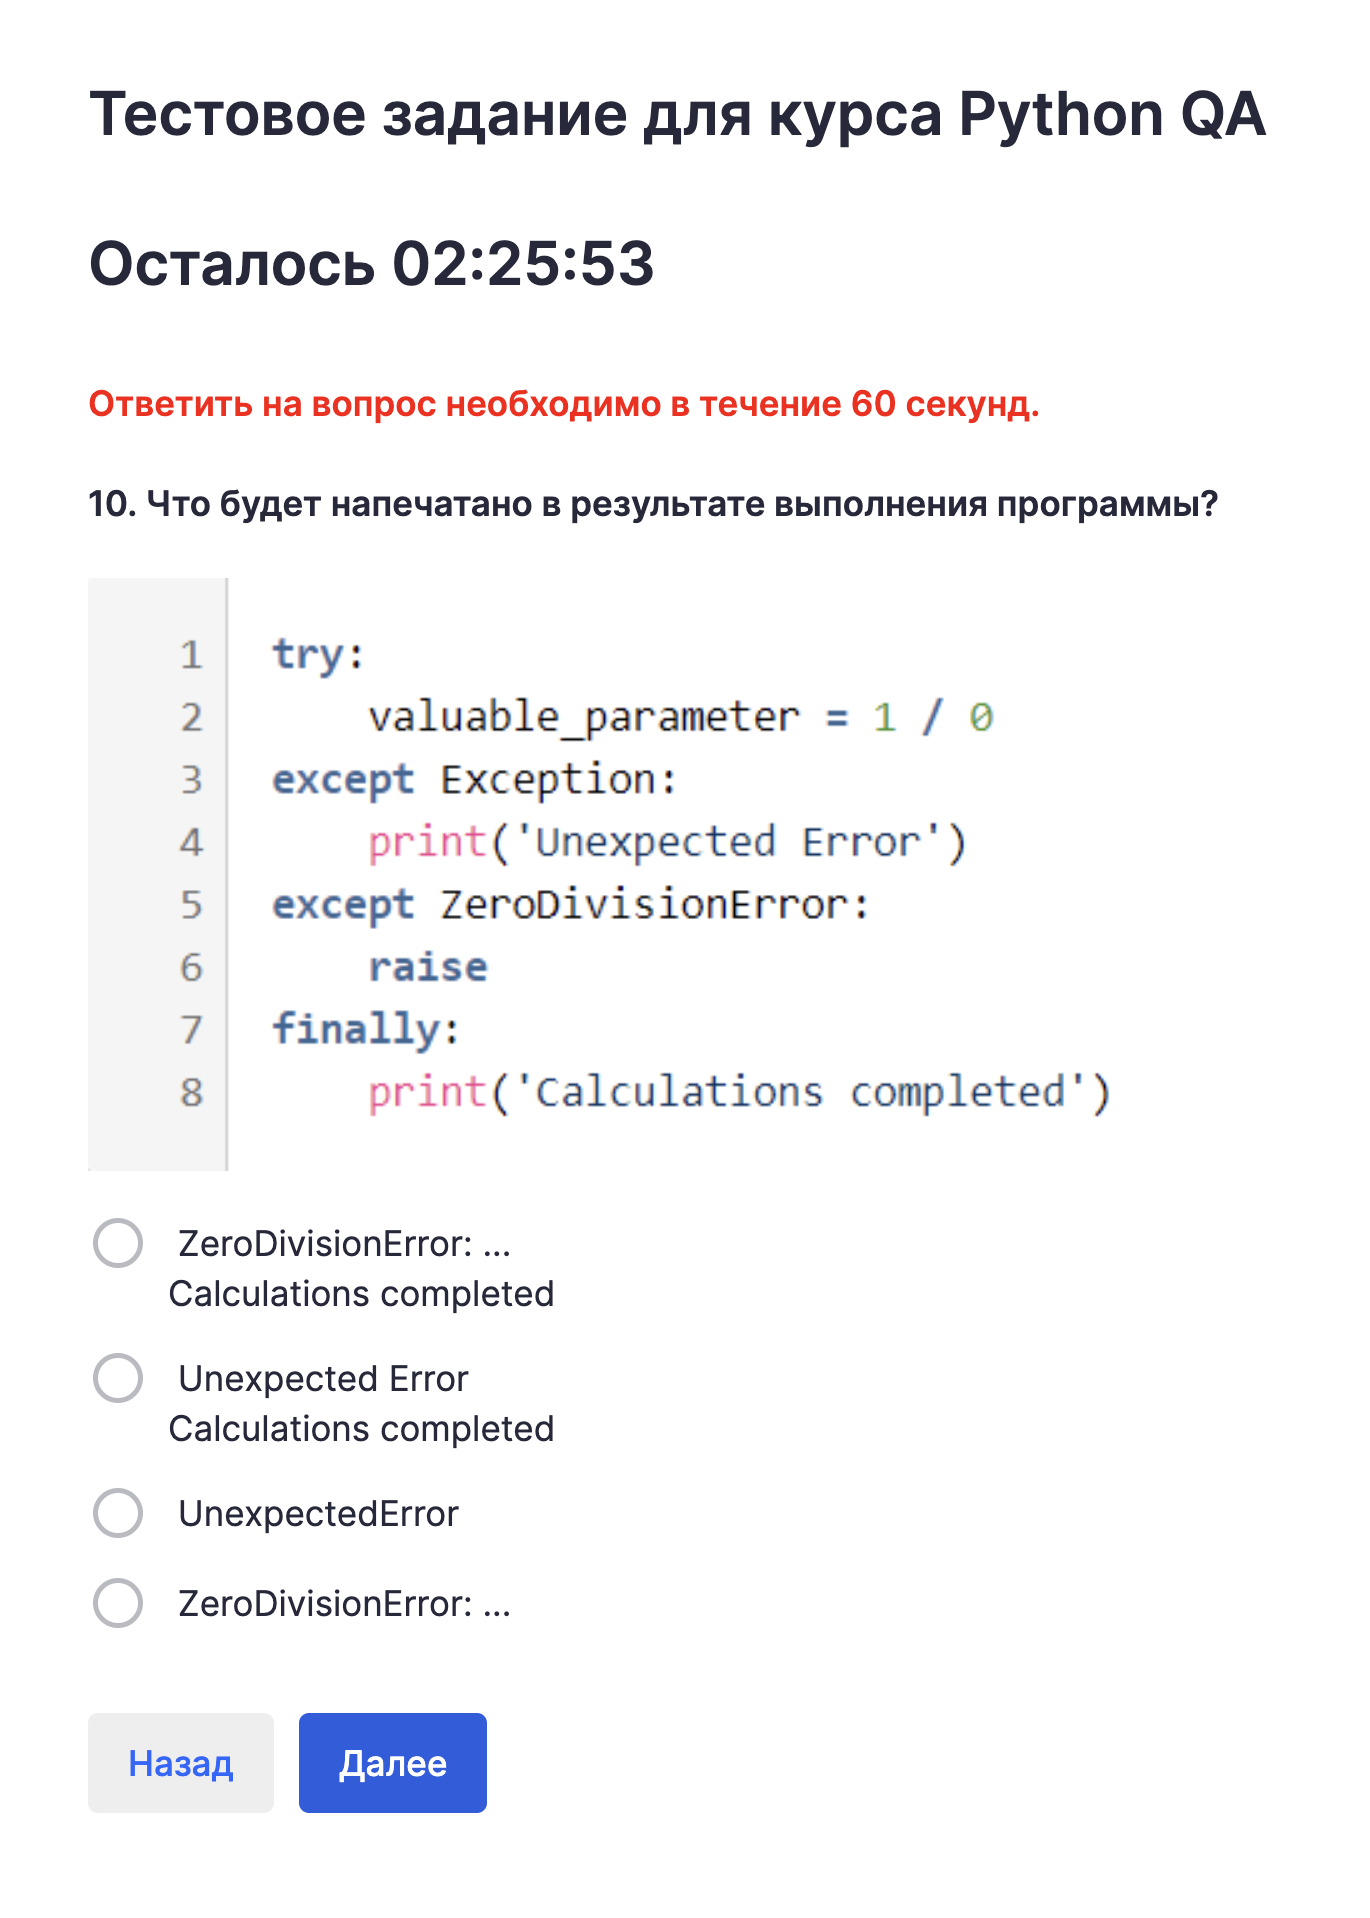 Тестовое задание для курса Python QA
Осталось 02:25:53
Ответить на вопрос необходимо в течение 60 секунд.
10. Что будет напечатано в результате выполнения программы?
1 try:
2     valuable_parameter = 1 / 0
3 except Exception:
4     print('Unexpected Error')
5 except ZeroDivisionError:
6     raise
7 finally:
8     print('Calculations completed')
ZeroDivisionError: ...
Calculations completed
Unexpected Error
Calculations completed
UnexpectedError
ZeroDivisionError: ...
Назад Далее